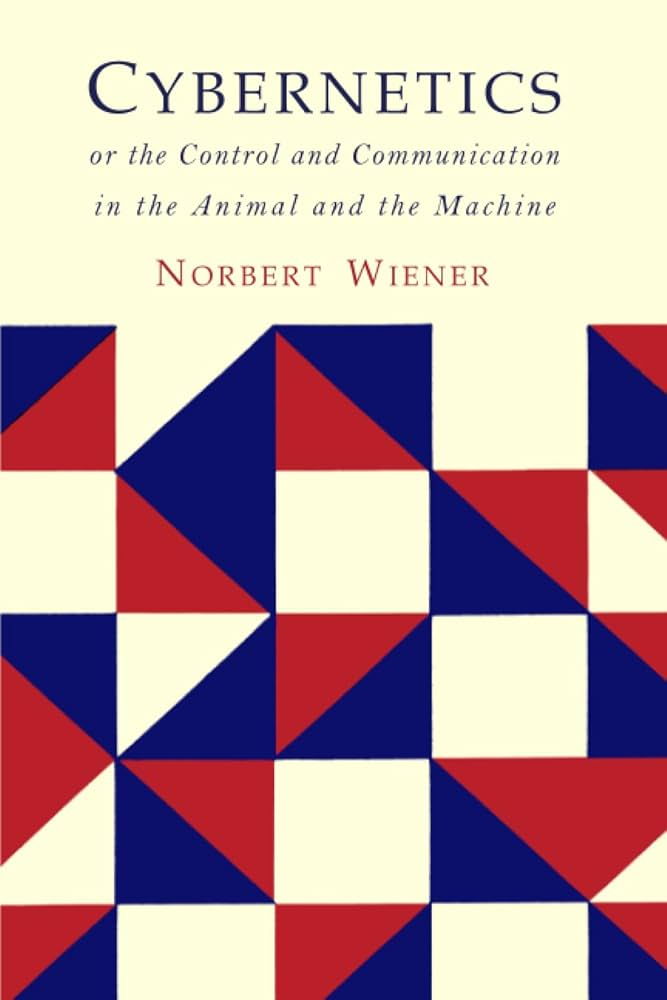 CYBERNETICS
or the Control and Communication
in the Animal and the Machine
NORBERT WIENER